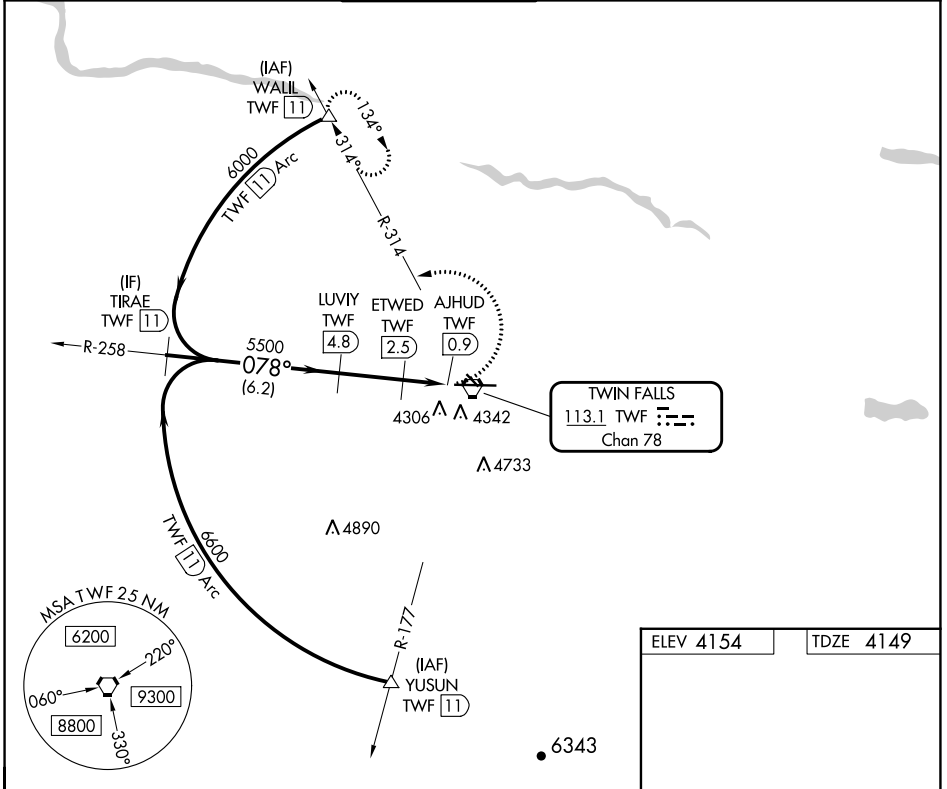 (IAF)
WALIL
TWF 11
134°
314°
6000
TWF 11 Arc
R-314
(IF)
TIRAE
TWF 11
LUVIY
TWF
4.8
ETWED
TWF
2.5
AJHUD
TWF
0.9
R-258
5500
078°
(6.2)
4306
4342
TWIN FALLS
113.1 TWF
Chan 78
4733
4890
6600
TWF 11 Arc
R-177
(IAF)
YUSUN
TWF 11
MSA TWF 25 NM
6200
220°
060°
9300
8800
330°
6343
ELEV 4154
TDZE 4149